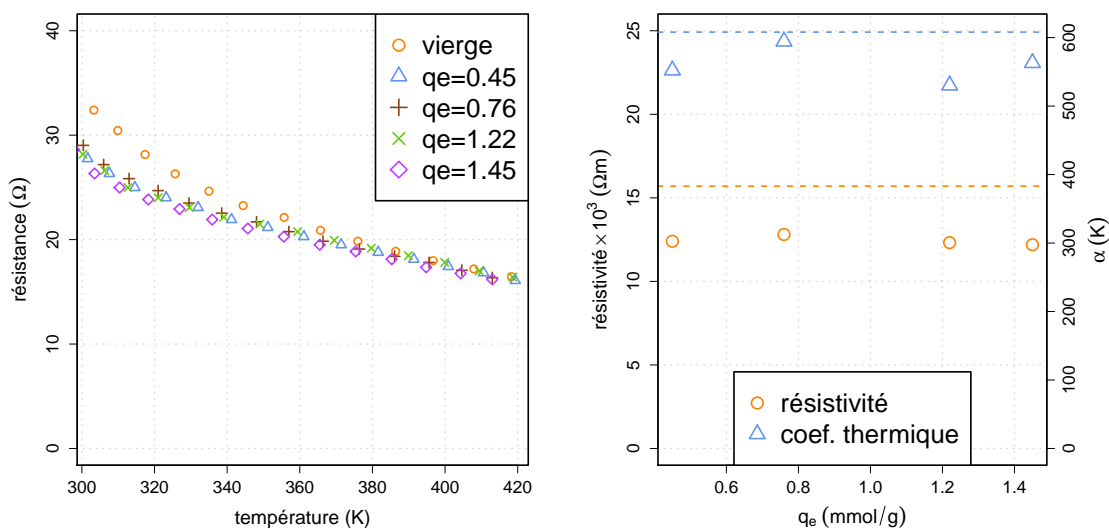 résistance (Ω)
40
30
20
10
0
300 320 340 360 380 400 420
température (K)
vierge
qe=0.45
qe=0.76
qe=1.22
qe=1.45
résistivité × 10³ (Ωm)
25
20
15
10
5
0
0.6 0.8 1.0 1.2 1.4
qₑ (mmol/g)
résistivité
coef. thermique
600
500
400
300
200
100
0
α (K)